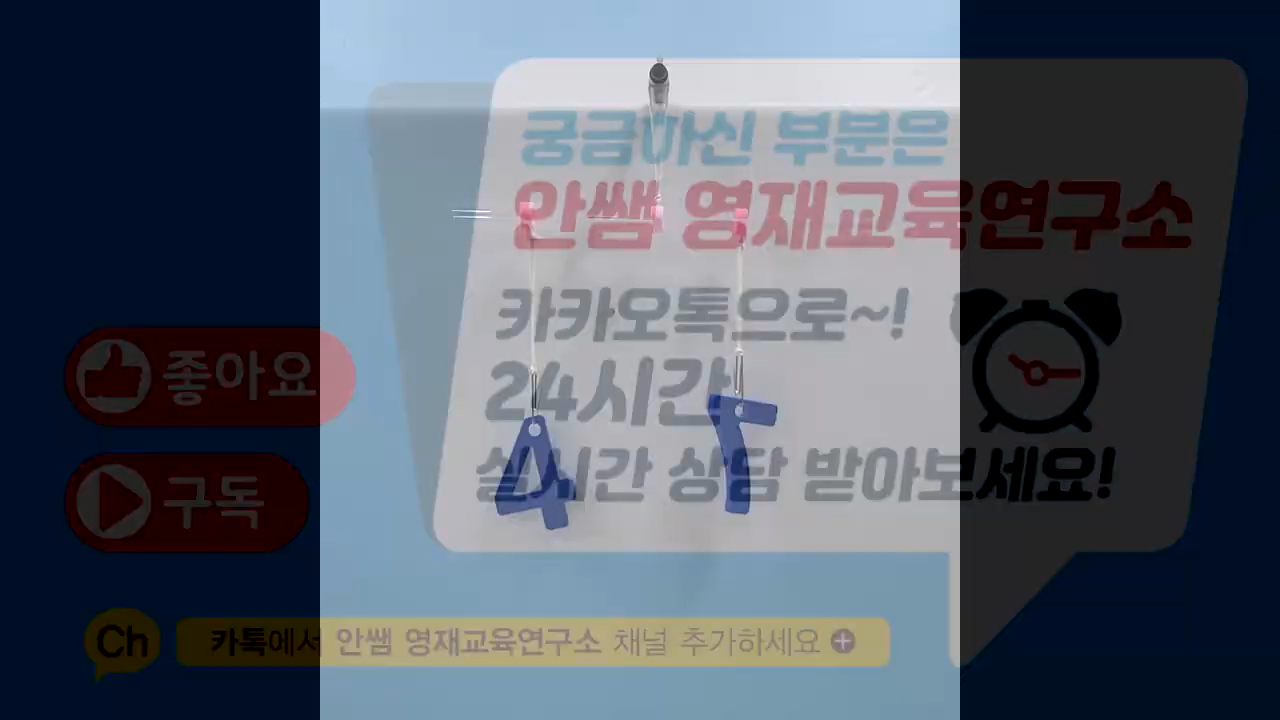 궁금하신 부분은
안쌤 영재교육연구소
카카오톡으로~!
24시간
실시간 상담 받아보세요!
좋아요
구독
4 7
Ch 카톡에서 안쌤 영재교육연구소 채널 추가하세요